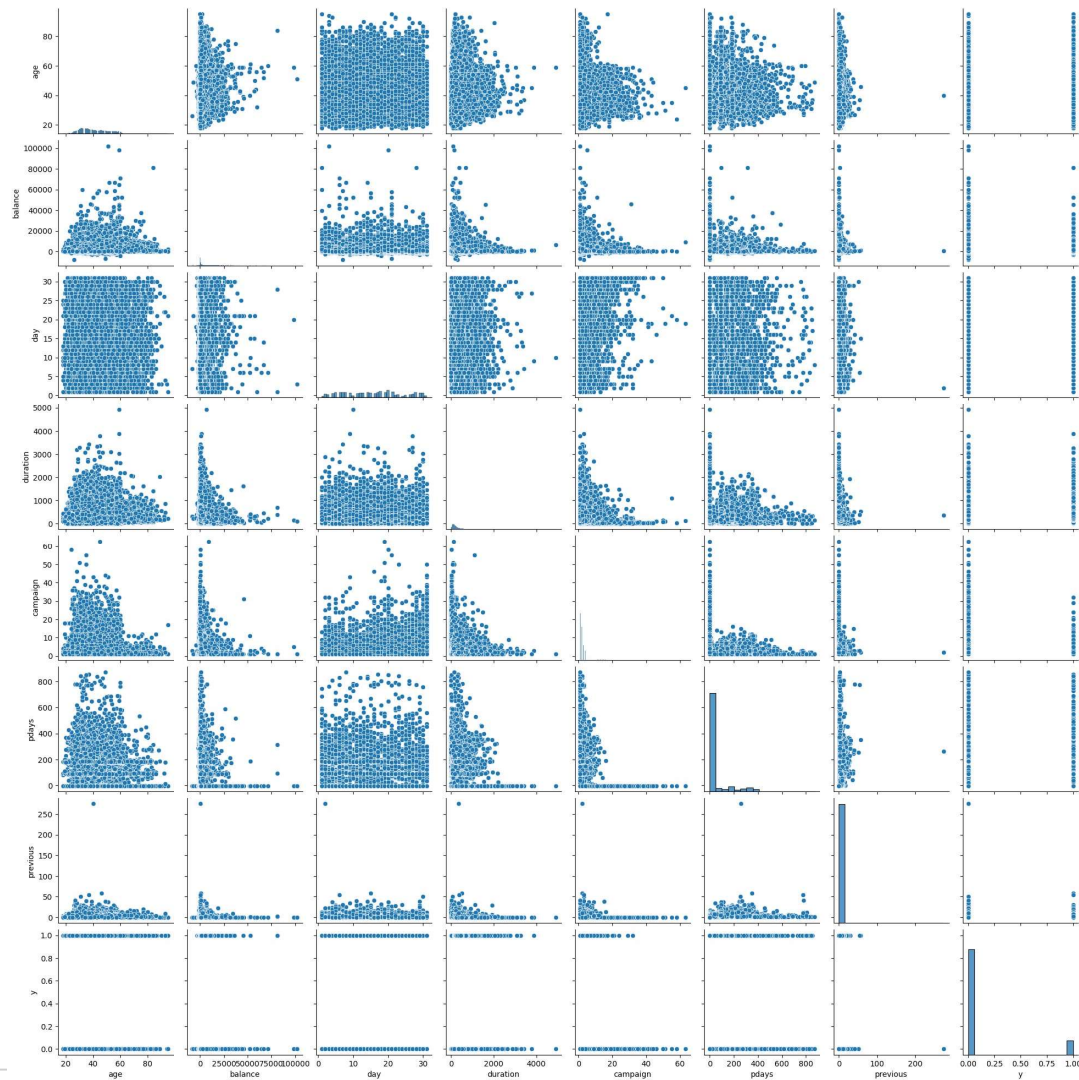 80
60
40
20
age
100000
80000
60000
40000
20000
0
balance
30
25
20
15
10
5
0
day
5000
4000
3000
2000
1000
0
duration
60
50
40
30
20
10
0
campaign
800
600
400
200
0
pdays
250
200
150
100
50
0
previous
1.0
0.8
0.6
0.4
0.2
0.0
y
20 40 60 80
0 25000 50000 75000 100000
0 10 20 30
0 2000 4000
0 20 40 60
0 200 400 600 800
0 100 200
0.00 0.25 0.50 0.75 1.00
age balance day duration campaign pdays previous y